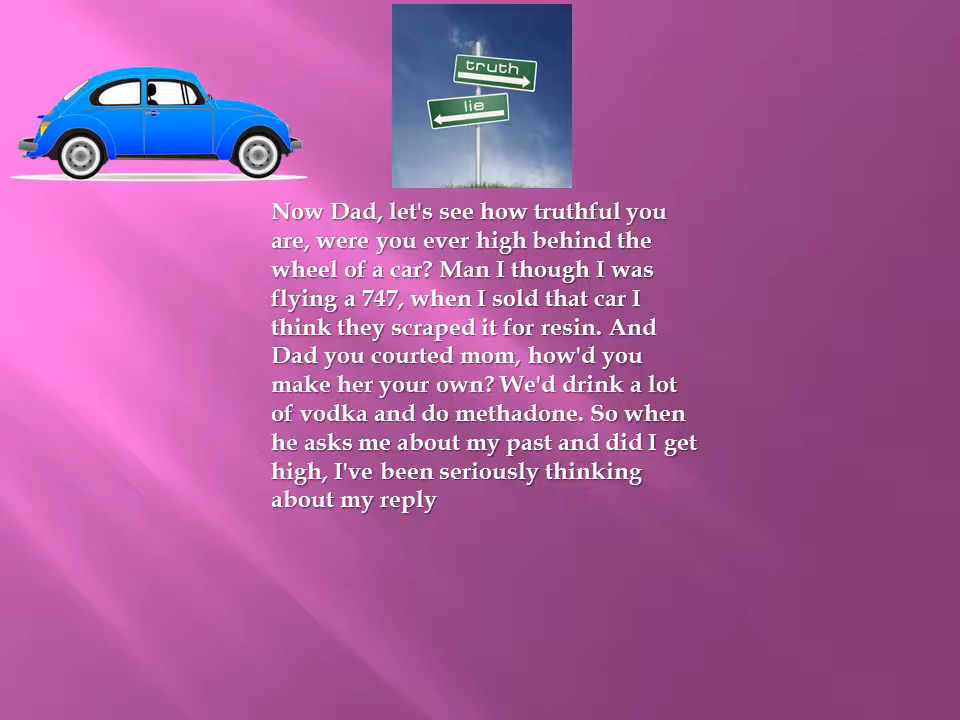 truth
lie
Now Dad, let's see how truthful you
are, were you ever high behind the
wheel of a car? Man I though I was
flying a 747, when I sold that car I
think they scraped it for resin. And
Dad you courted mom, how'd you
make her your own? We'd drink a lot
of vodka and do methadone. So when
he asks me about my past and did I get
high, I've been seriously thinking
about my reply